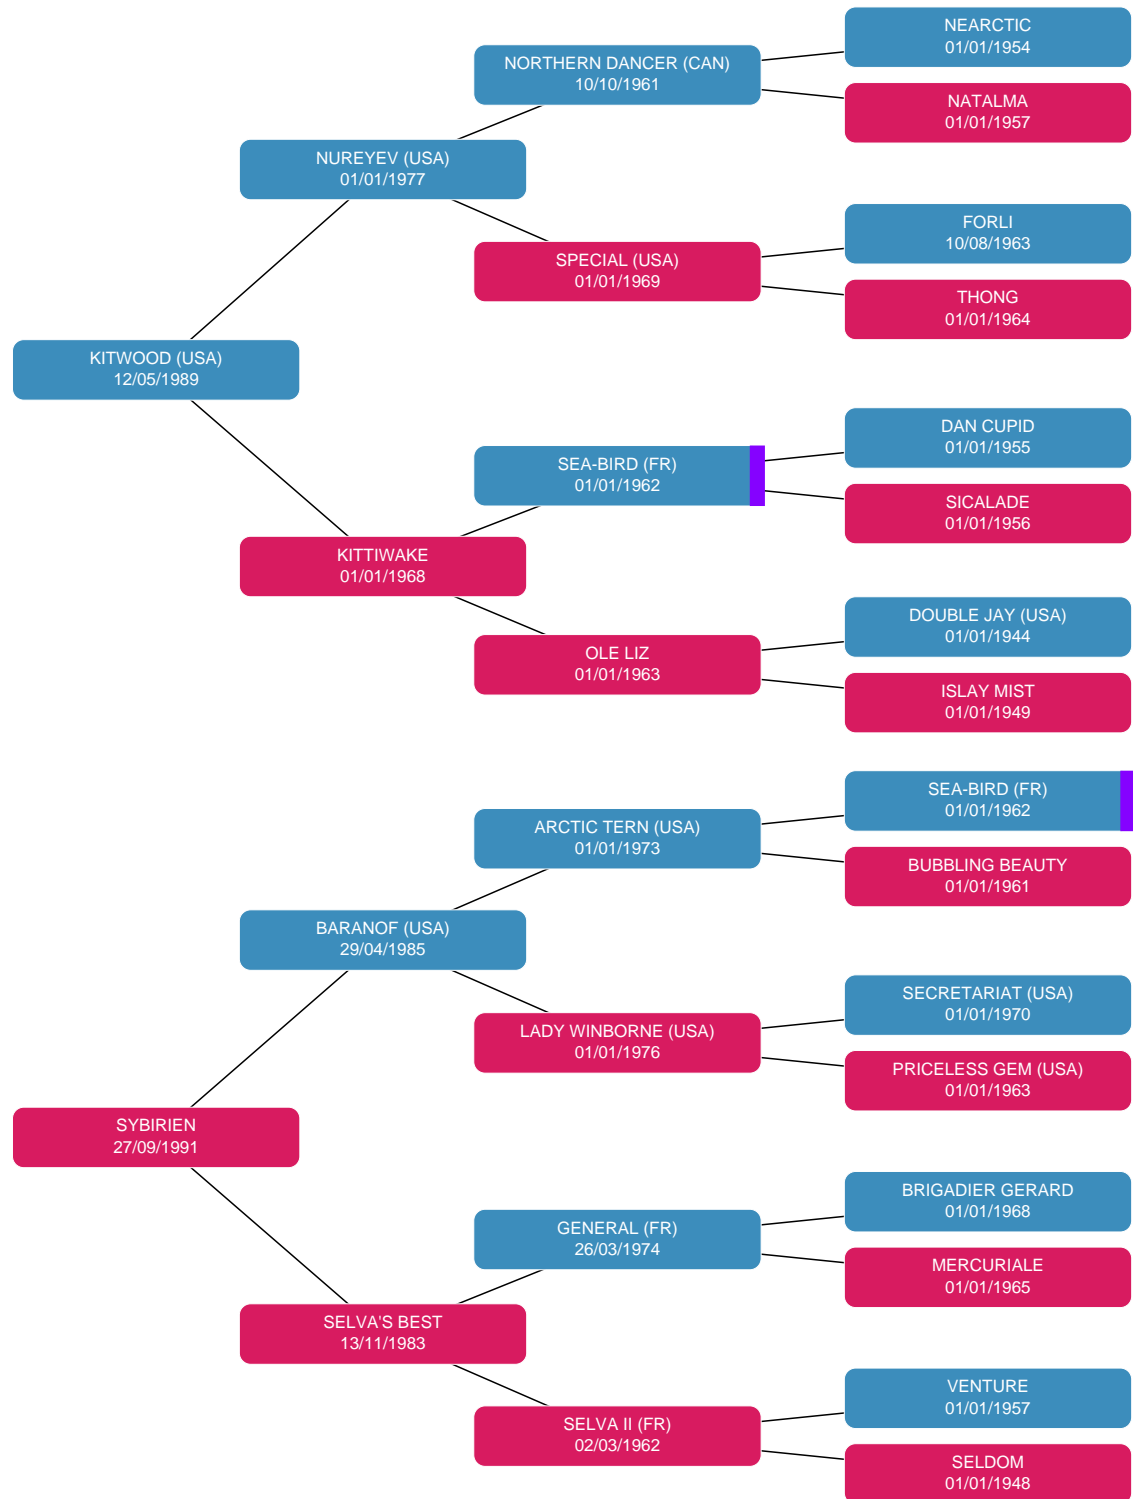 NEARCTIC
01/01/1954
NORTHERN DANCER (CAN)
10/10/1961
NATALMA
01/01/1957
NUREYEV (USA)
01/01/1977
FORLI
10/08/1963
SPECIAL (USA)
01/01/1969
THONG
01/01/1964
KITWOOD (USA)
12/05/1989
DAN CUPID
01/01/1955
SEA-BIRD (FR)
01/01/1962
SICALADE
01/01/1956
KITTIWAKE
01/01/1968
DOUBLE JAY (USA)
01/01/1944
OLE LIZ
01/01/1963
ISLAY MIST
01/01/1949
SEA-BIRD (FR)
01/01/1962
ARCTIC TERN (USA)
01/01/1973
BUBBLING BEAUTY
01/01/1961
BARANOF (USA)
29/04/1985
SECRETARIAT (USA)
01/01/1970
LADY WINBORNE (USA)
01/01/1976
PRICELESS GEM (USA)
01/01/1963
SYBIRIEN
27/09/1991
BRIGADIER GERARD
01/01/1968
GENERAL (FR)
26/03/1974
MERCURIALE
01/01/1965
SELVA'S BEST
13/11/1983
VENTURE
01/01/1957
SELVA II (FR)
02/03/1962
SELDOM
01/01/1948